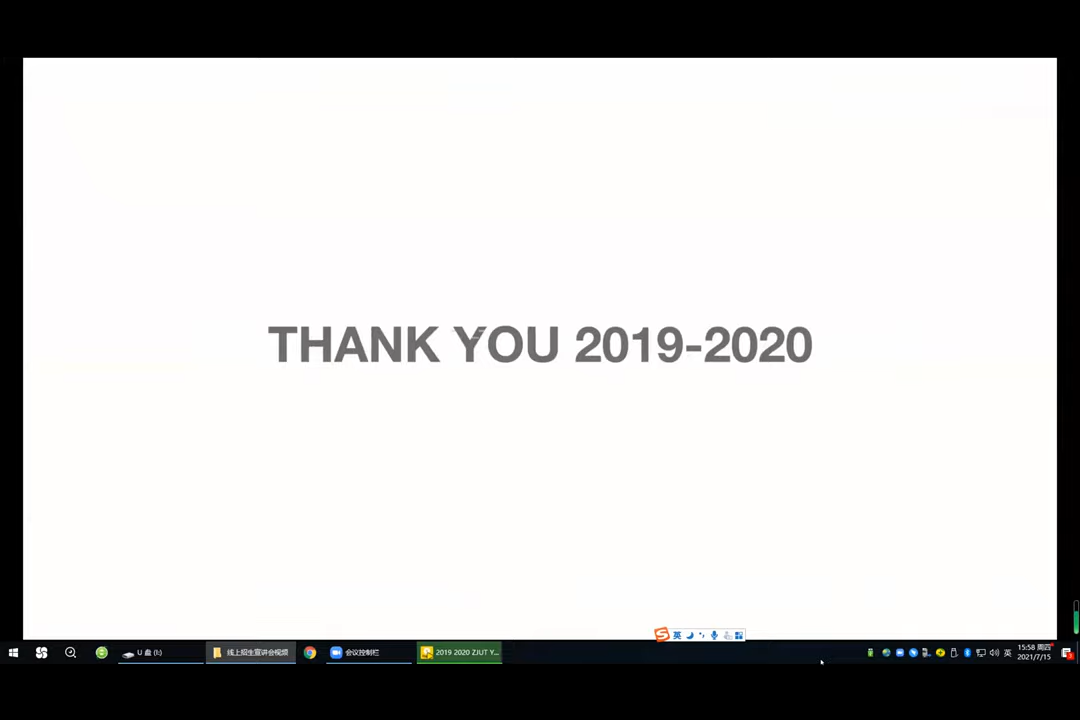 THANK YOU 2019-2020
英
U 盘 (I:)
线上招生宣讲会视频
会议控制栏
2019 2020 ZJUT Y...
英
15:58 周四
2021/7/15